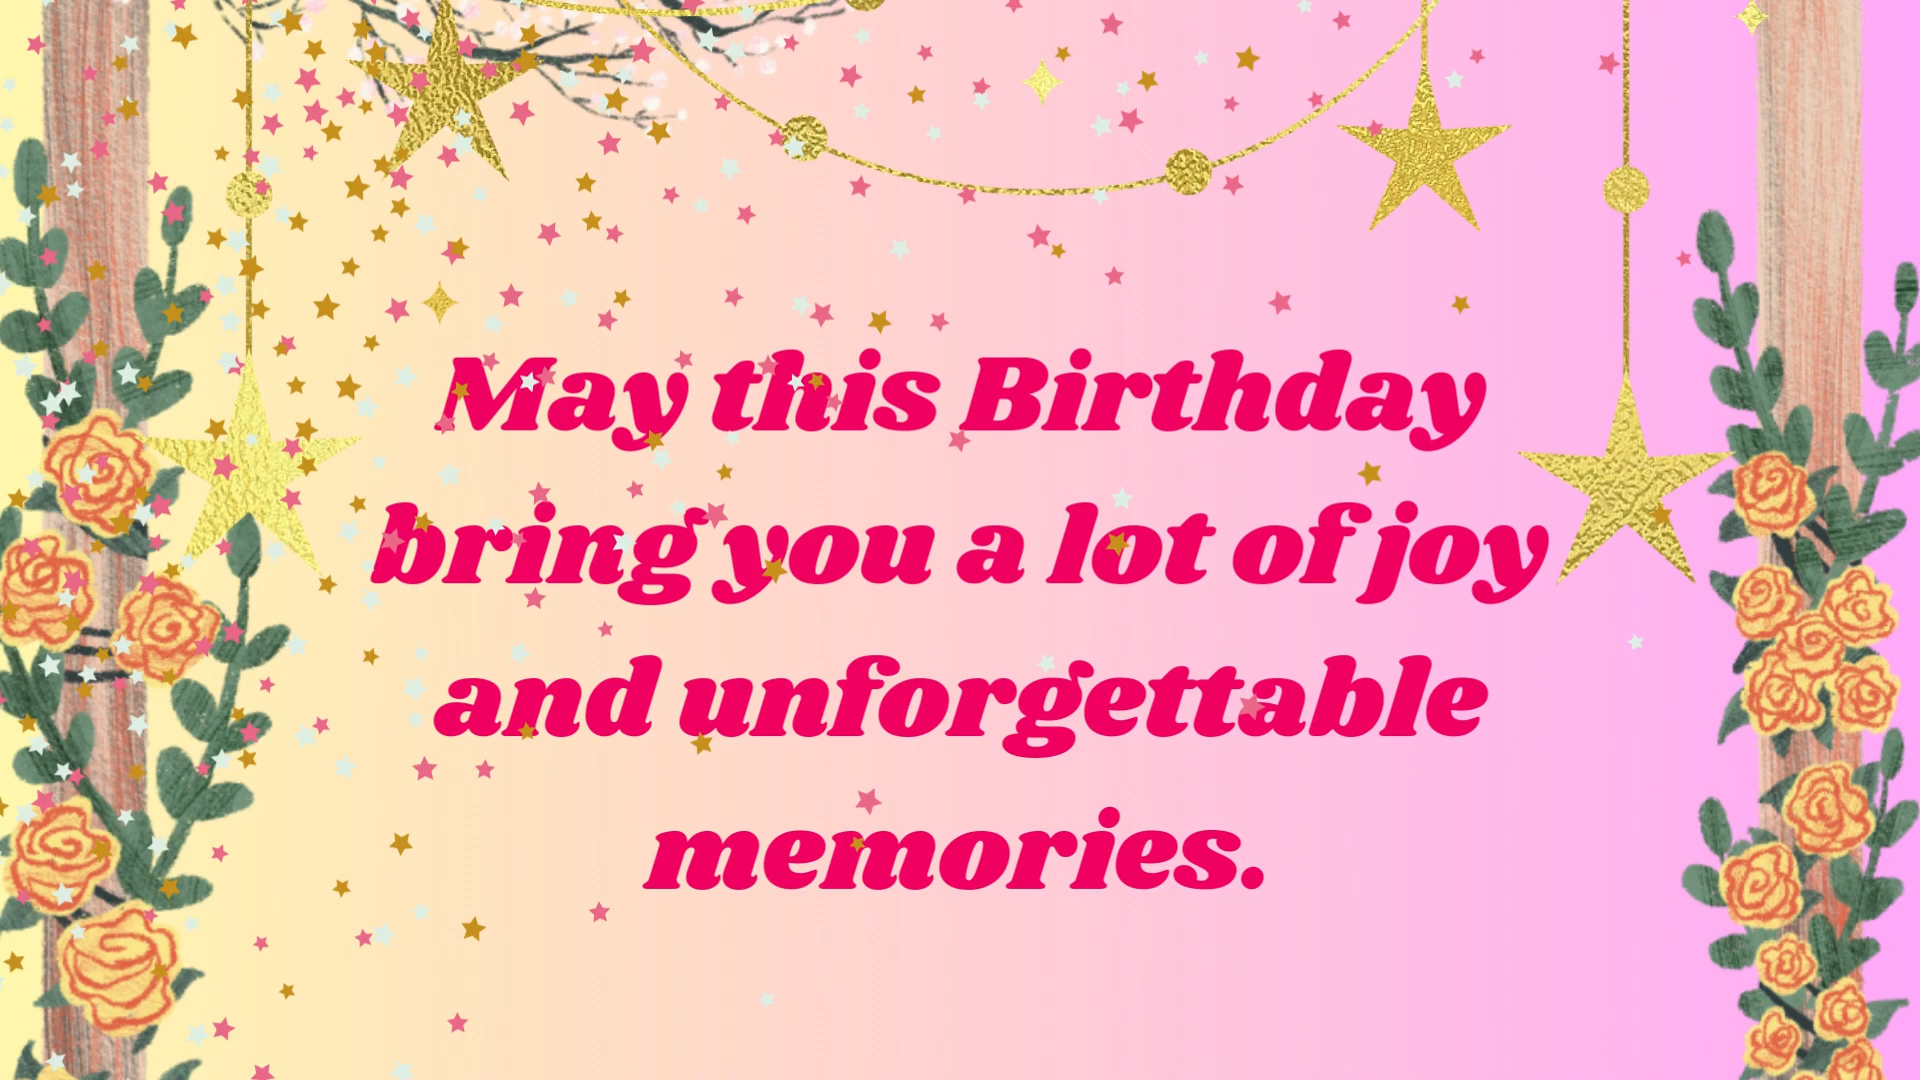 May this Birthday
bring you a lot of joy
and unforgettable
memories.